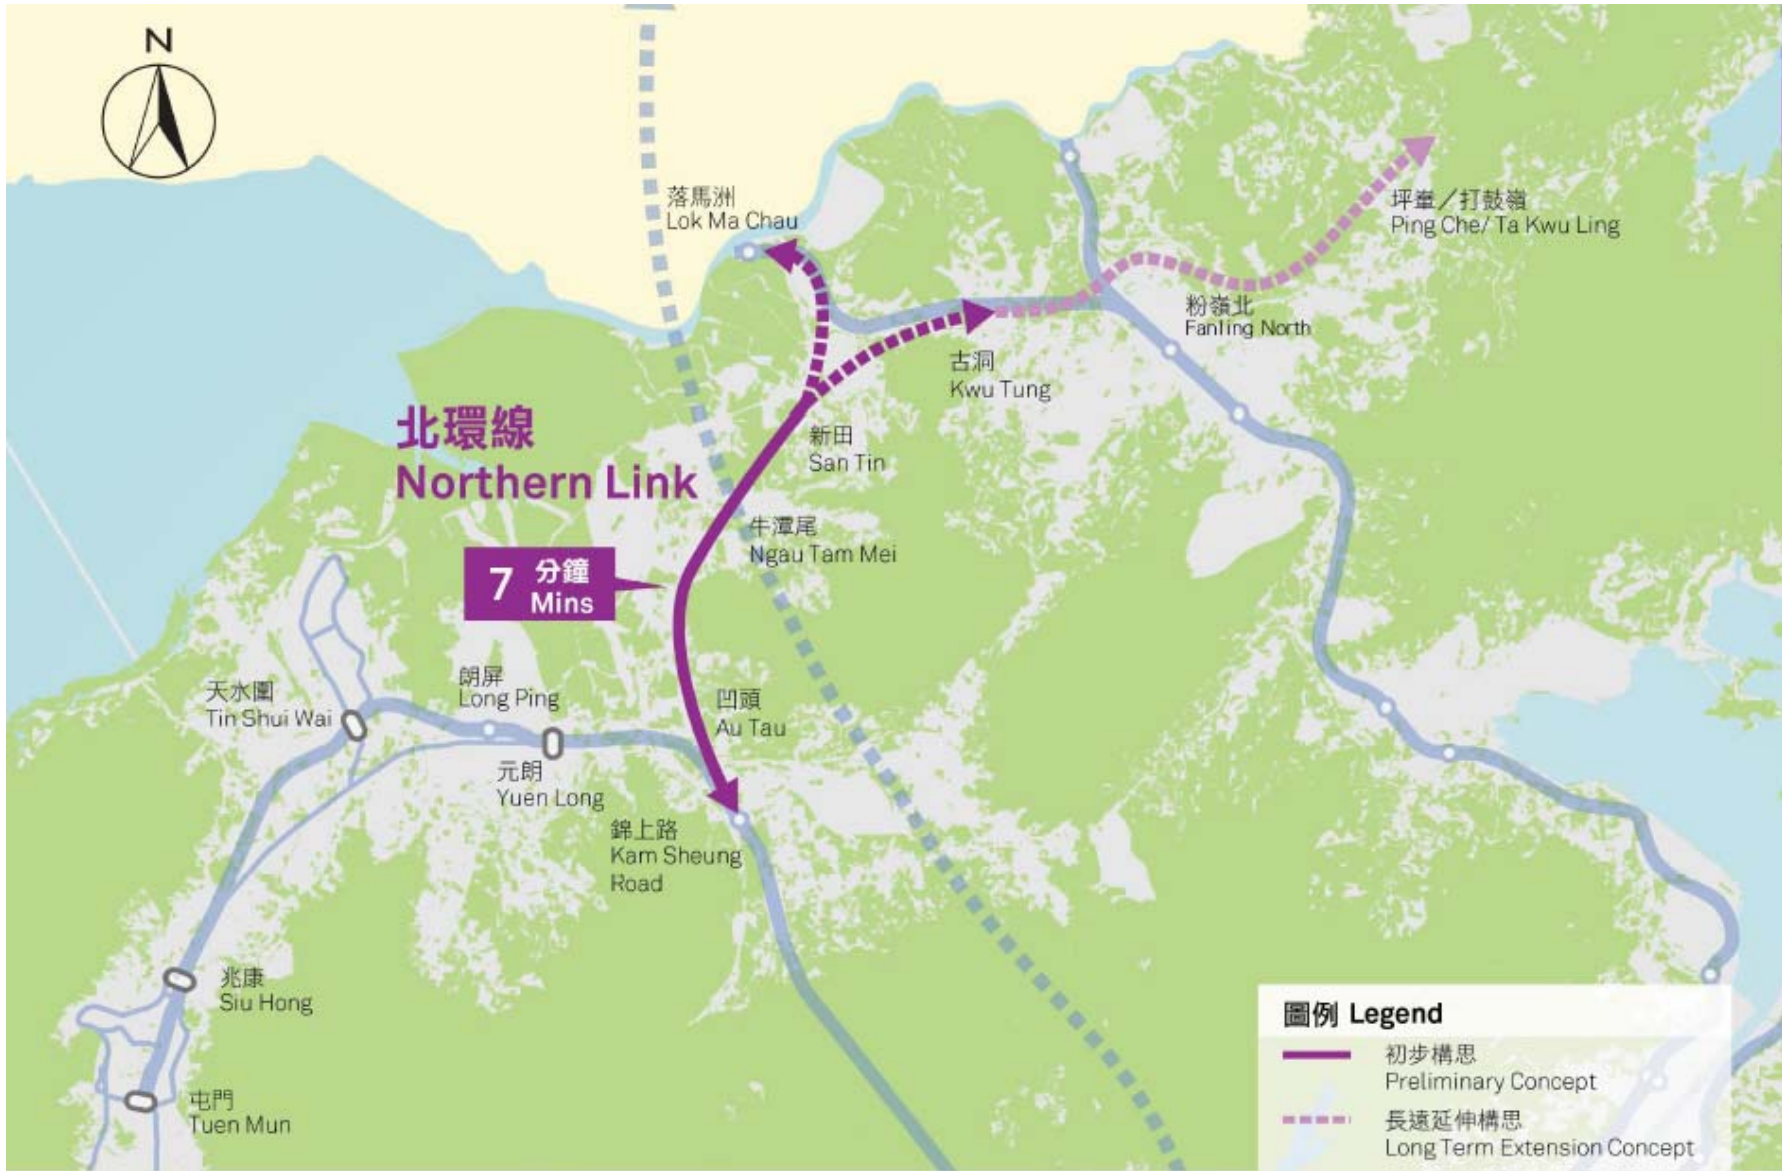 N
落馬洲
Lok Ma Chau
坪輋／打鼓嶺
Ping Che/ Ta Kwu Ling
粉嶺北
Fanling North
古洞
Kwu Tung
北環線
Northern Link
新田
San Tin
牛潭尾
Ngau Tam Mei
7 分鐘
Mins
朗屏
Long Ping
天水圍
Tin Shui Wai
凹頭
Au Tau
元朗
Yuen Long
錦上路
Kam Sheung
Road
兆康
Siu Hong
屯門
Tuen Mun
圖例 Legend
初步構思
Preliminary Concept
長遠延伸構思
Long Term Extension Concept